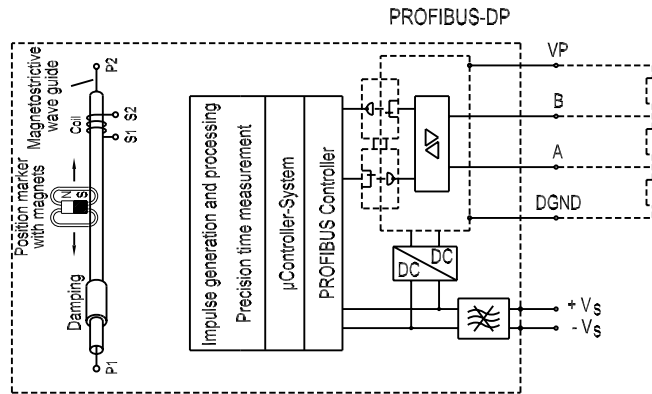 PROFIBUS-DP
VP
B
A
DGND
+ Vs
- Vs
P2
Magnetostrictive
wave guide
Coil
S2
S1
Position marker
with magnets
N
S
Damping
P1
Impulse generation and processing
Precision time measurement
µController-System
PROFIBUS Controller
DC
DC